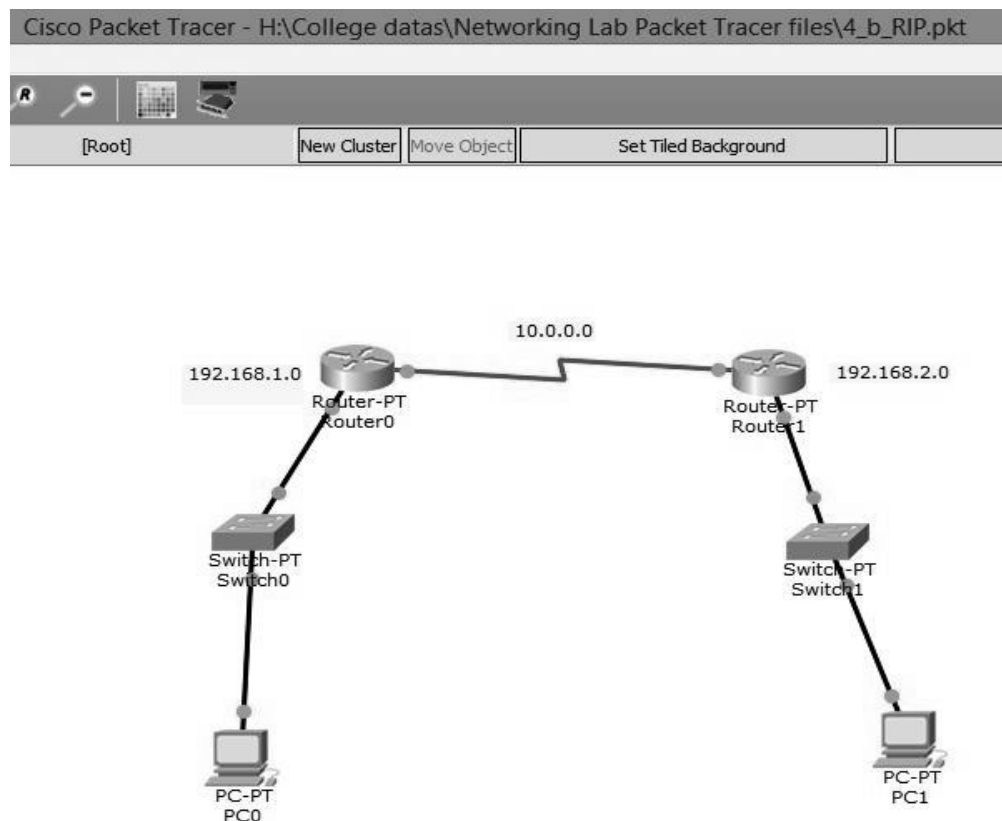 Cisco Packet Tracer - H:\College datas\Networking Lab Packet Tracer files\4_b_RIP.pkt
R
[Root] New Cluster Move Object Set Tiled Background
10.0.0.0
192.168.1.0
192.168.2.0
Router-PT
Router0
Router-PT
Router1
Switch-PT
Switch0
Switch-PT
Switch1
PC-PT
PC0
PC-PT
PC1